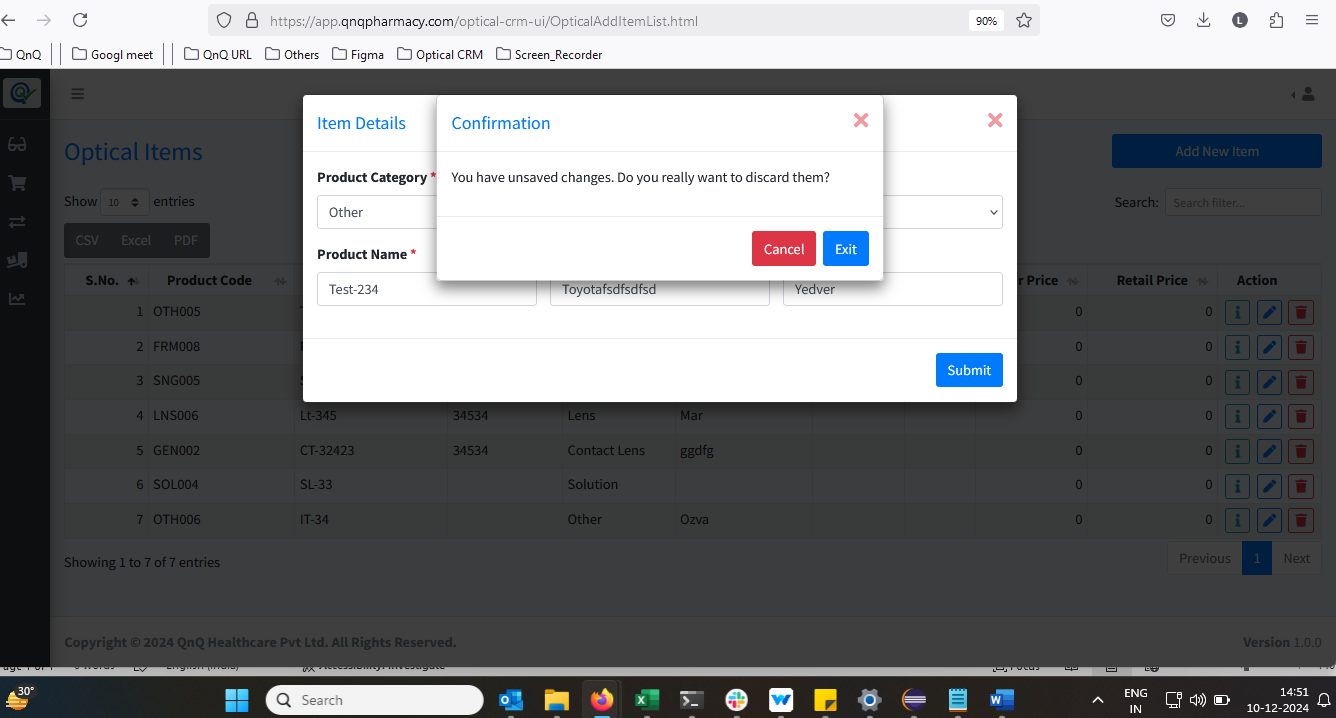 https://app.qnqpharmacy.com/optical-crm-ui/OpticalAddItemList.html
90%
L
QnQ
Googl meet
QnQ URL
Others
Figma
Optical CRM
Screen_Recorder
Item Details
Confirmation
Optical Items
Add New Item
Product Category *
You have unsaved changes. Do you really want to discard them?
Show 10 entries
Search: Search filter...
Other
CSV Excel PDF
Cancel Exit
Product Name *
S.No. Product Code r Price Retail Price Action
Test-234 Toyotafsdfsdfsd Yedver
1 OTH005 0 0
2 FRM008 0 0
Submit
3 SNG005 0 0
4 LNS006 Lt-345 34534 Lens Mar 0 0
5 GEN002 CT-32423 34534 Contact Lens ggdfg 0 0
6 SOL004 SL-33 Solution 0 0
7 OTH006 IT-34 Other Ozva 0 0
Showing 1 to 7 of 7 entries
Previous 1 Next
Copyright © 2024 QnQ Healthcare Pvt Ltd. All Rights Reserved.
Version 1.0.0
30°
Search
ENG
IN
14:51
10-12-2024